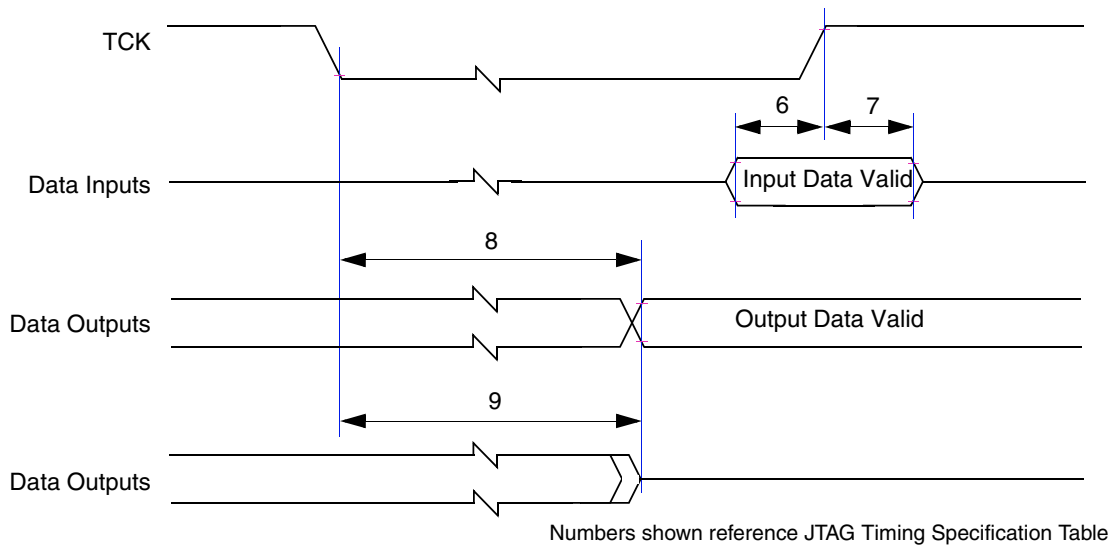 TCK
6
7
Data Inputs
Input Data Valid
8
Data Outputs
Output Data Valid
9
Data Outputs
Numbers shown reference JTAG Timing Specification Table